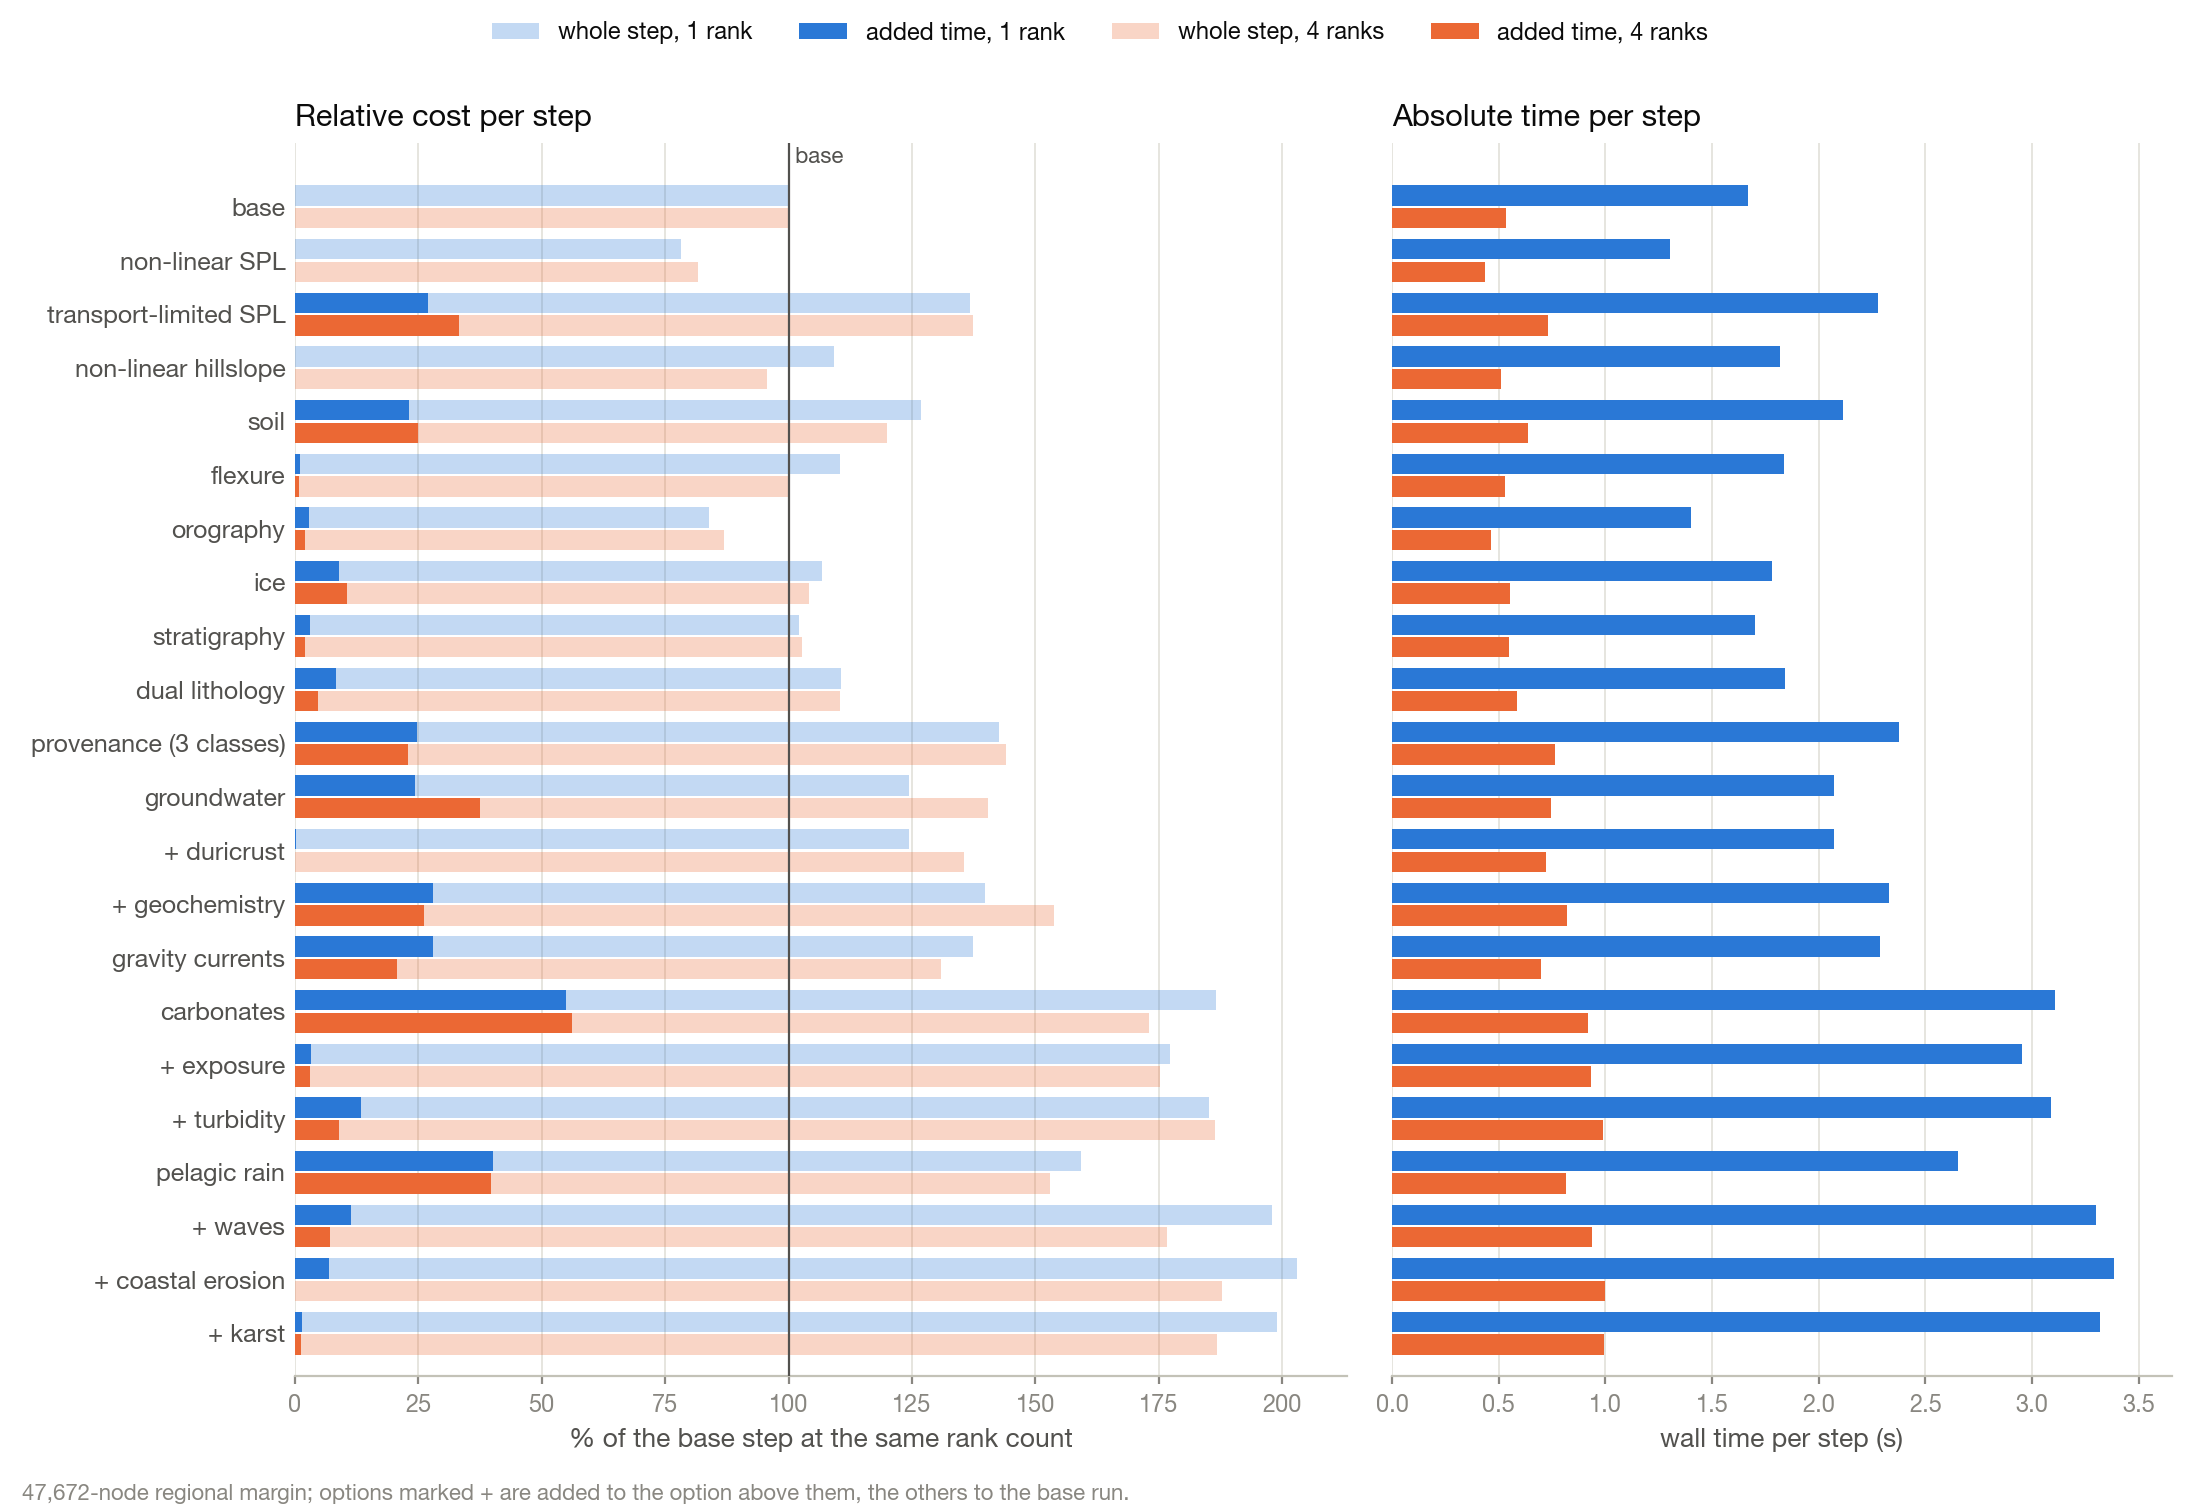 whole step, 1 rank   added time, 1 rank   whole step, 4 ranks   added time, 4 ranks
Relative cost per step
Absolute time per step
base
base
non-linear SPL
transport-limited SPL
non-linear hillslope
soil
flexure
orography
ice
stratigraphy
dual lithology
provenance (3 classes)
groundwater
+ duricrust
+ geochemistry
gravity currents
carbonates
+ exposure
+ turbidity
pelagic rain
+ waves
+ coastal erosion
+ karst
0 25 50 75 100 125 150 175 200
0.0 0.5 1.0 1.5 2.0 2.5 3.0 3.5
% of the base step at the same rank count
wall time per step (s)
47,672-node regional margin; options marked + are added to the option above them, the others to the base run.